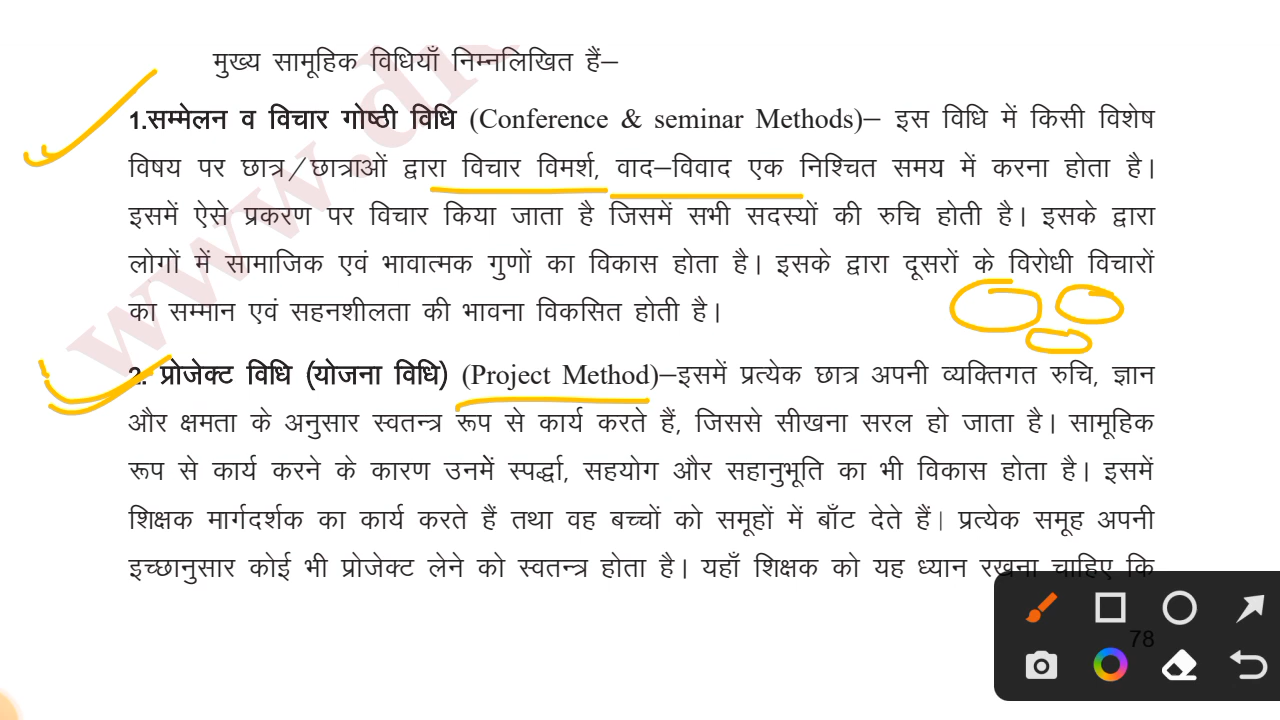 मुख्य सामूहिक विधियाँ निम्नलिखित हैं–
1.सम्मेलन व विचार गोष्ठी विधि (Conference & seminar Methods)– इस विधि में किसी विशेष
विषय पर छात्र/छात्राओं द्वारा विचार विमर्श, वाद–विवाद एक निश्चित समय में करना होता है।
इसमें ऐसे प्रकरण पर विचार किया जाता है जिसमें सभी सदस्यों की रुचि होती है। इसके द्वारा
लोगों में सामाजिक एवं भावात्मक गुणों का विकास होता है। इसके द्वारा दूसरों के विरोधी विचारों
का सम्मान एवं सहनशीलता की भावना विकसित होती है।
2. प्रोजेक्ट विधि (योजना विधि) (Project Method)–इसमें प्रत्येक छात्र अपनी व्यक्तिगत रुचि, ज्ञान
और क्षमता के अनुसार स्वतन्त्र रूप से कार्य करते हैं, जिससे सीखना सरल हो जाता है। सामूहिक
रूप से कार्य करने के कारण उनमें स्पर्द्धा, सहयोग और सहानुभूति का भी विकास होता है। इसमें
शिक्षक मार्गदर्शक का कार्य करते हैं तथा वह बच्चों को समूहों में बाँट देते हैं। प्रत्येक समूह अपनी
इच्छानुसार कोई भी प्रोजेक्ट लेने को स्वतन्त्र होता है। यहाँ शिक्षक को यह ध्यान रखना चाहिए कि
78